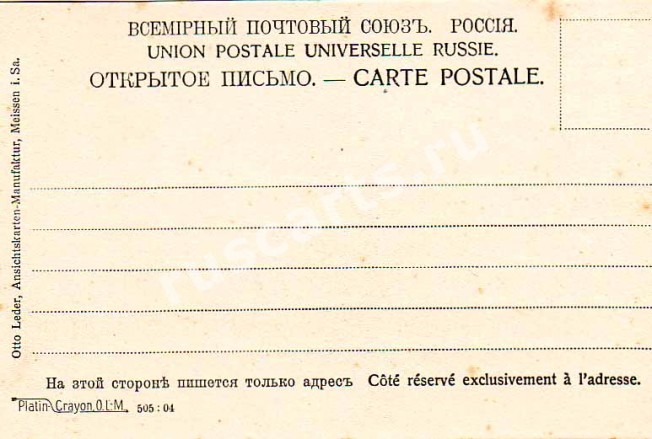 ВСЕМІРНЫЙ ПОЧТОВЫЙ СОЮЗЪ. РОССІЯ.
UNION POSTALE UNIVERSELLE RUSSIE.
ОТКРЫТОЕ ПИСЬМО. — CARTE POSTALE.
Otto Leder, Ansichtskarten-Manufaktur, Meissen i. Sa.
ruscarts.ru
На этой сторонѣ пишется только адресъ Côté réservé exclusivement à l'adresse.
Platin-Crayon. O.L.M. 505 : 04